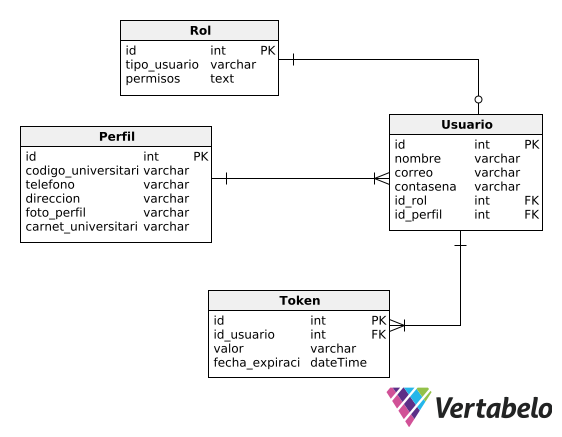 Rol
id int PK
tipo_usuario varchar
permisos text
Perfil
id int PK
codigo_universitari varchar
telefono varchar
direccion varchar
foto_perfil varchar
carnet_universitari varchar
Usuario
id int PK
nombre varchar
correo varchar
contasena varchar
id_rol int FK
id_perfil int FK
Token
id int PK
id_usuario int FK
valor varchar
fecha_expiraci dateTime
Vertabelo